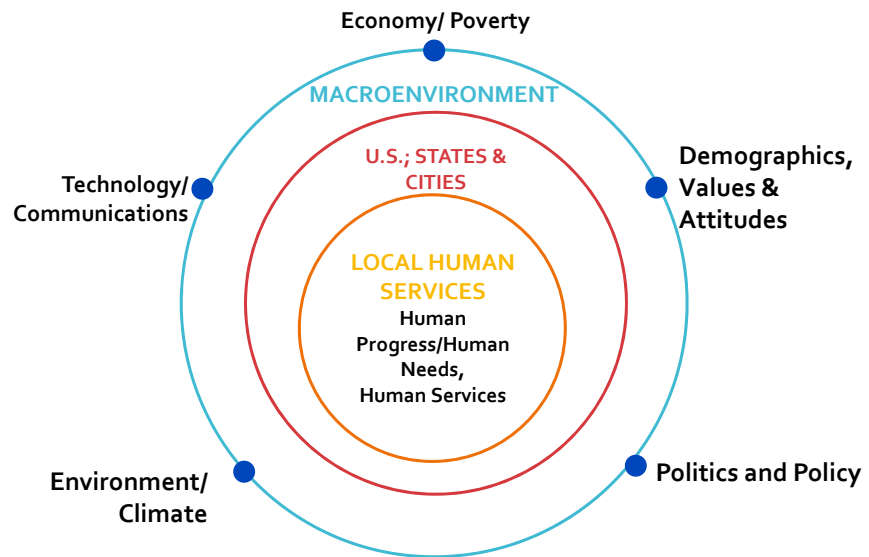 Economy/ Poverty
MACROENVIRONMENT
U.S.; STATES &
CITIES
Demographics,
Values &
Attitudes
Technology/
Communications
LOCAL HUMAN
SERVICES
Human
Progress/Human
Needs,
Human Services
Environment/
Climate
Politics and Policy